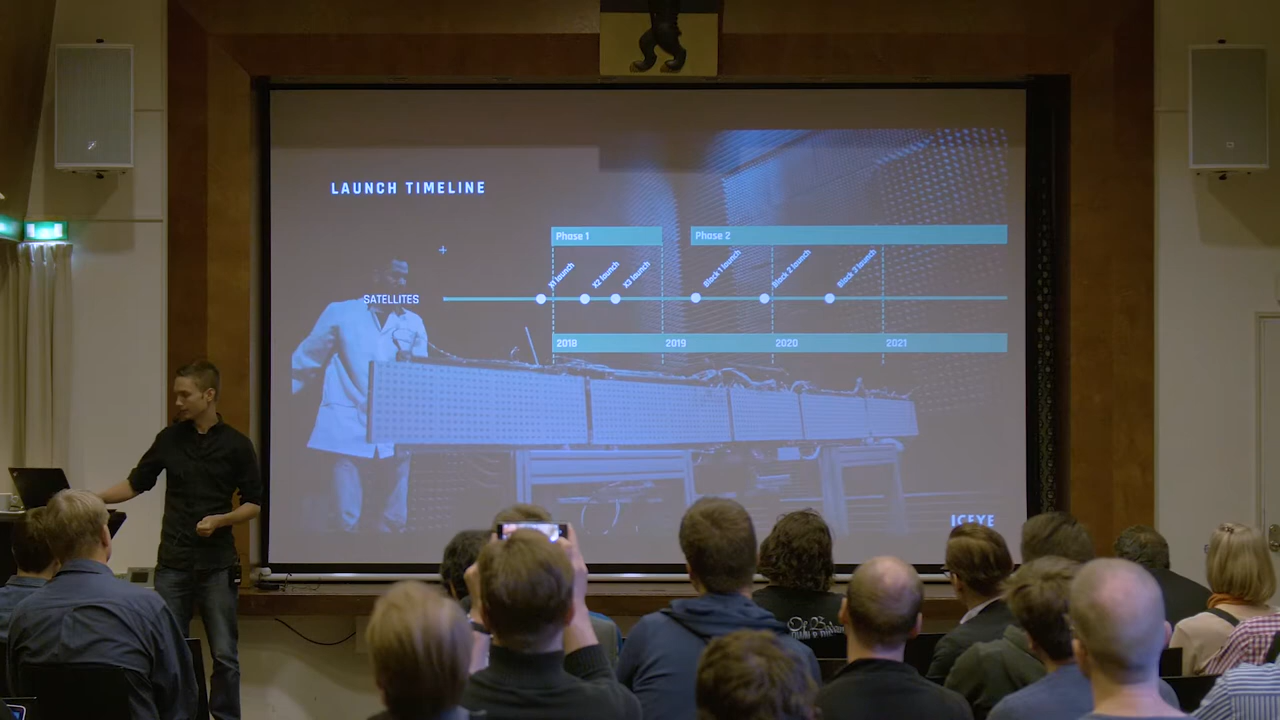 LAUNCH TIMELINE
Phase 1
Phase 2
X1 launch
X2 launch
X3 launch
Block 1 launch
Block 2 launch
Block 3 launch
SATELLITES
2018
2019
2020
2021
ICEYE